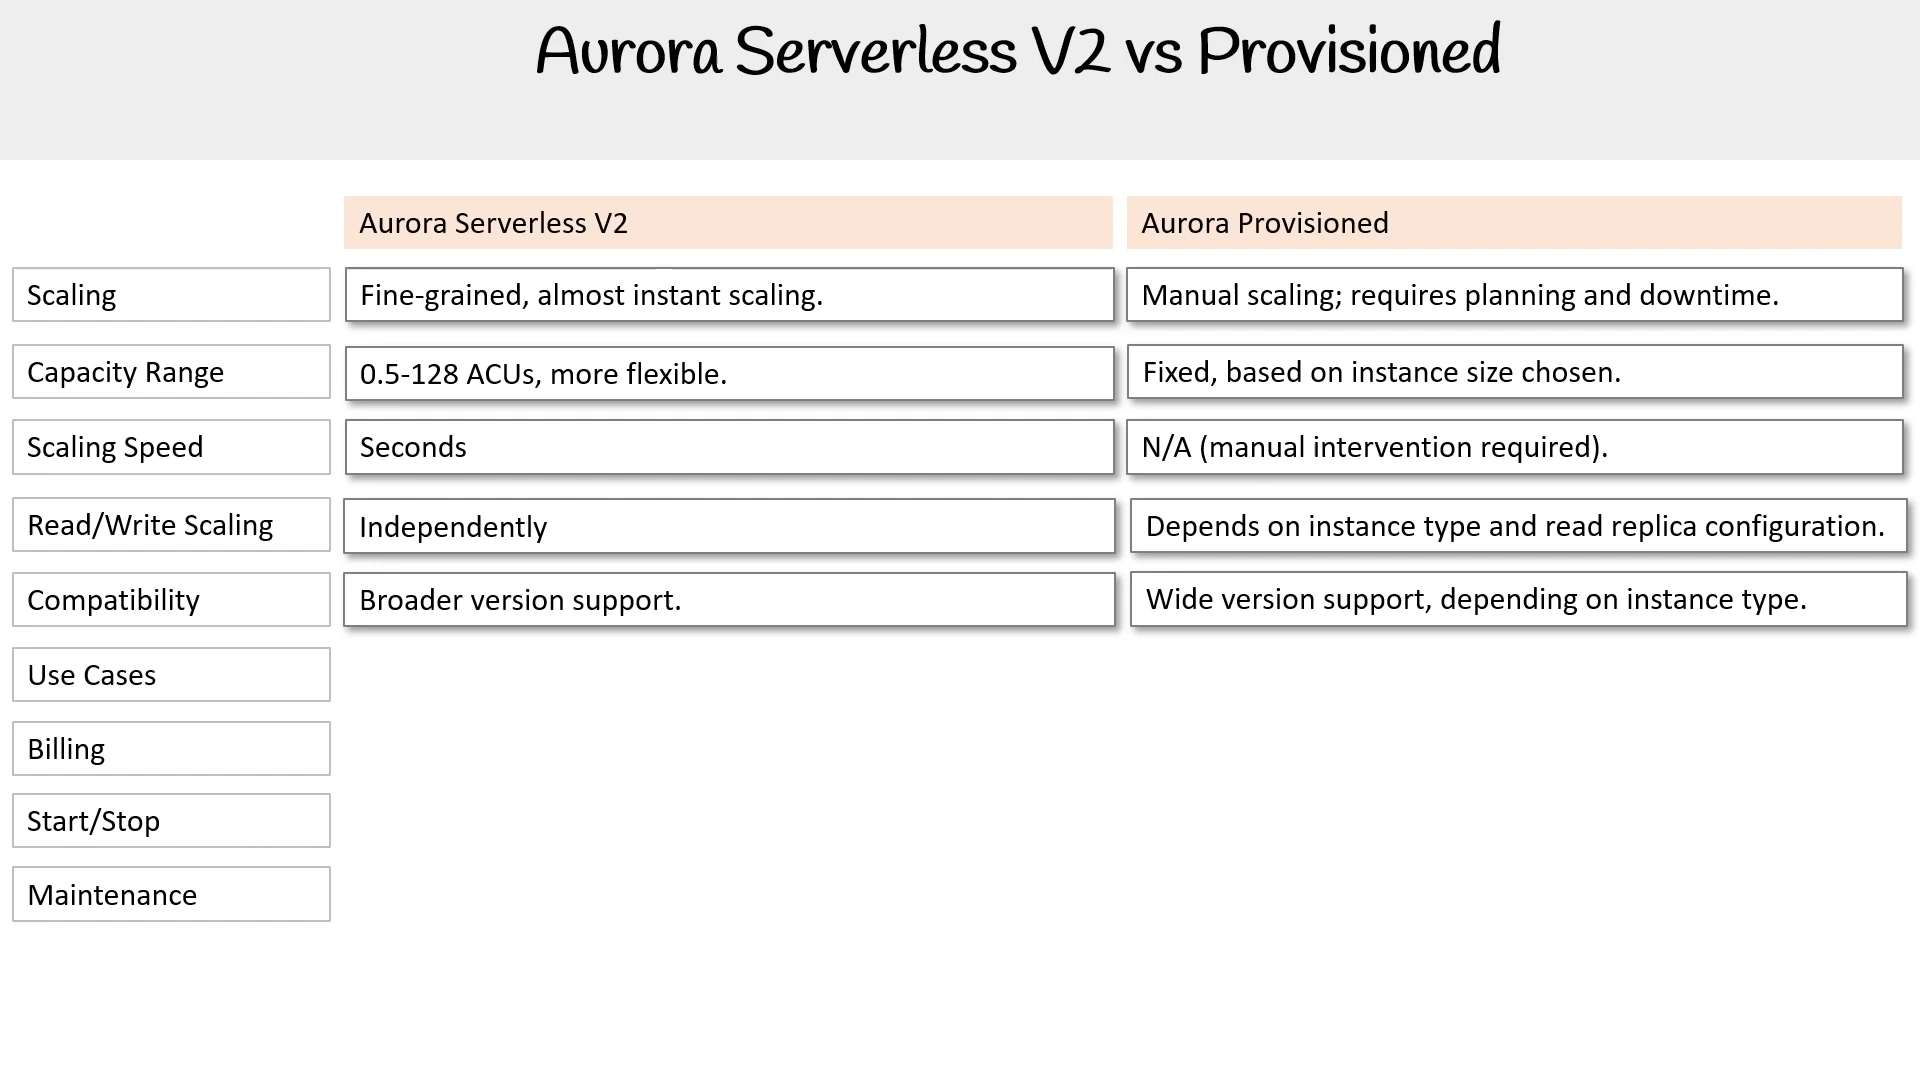 Aurora Serverless V2 vs Provisioned
Aurora Serverless V2
Aurora Provisioned
Scaling
Fine-grained, almost instant scaling.
Manual scaling; requires planning and downtime.
Capacity Range
0.5-128 ACUs, more flexible.
Fixed, based on instance size chosen.
Scaling Speed
Seconds
N/A (manual intervention required).
Read/Write Scaling
Independently
Depends on instance type and read replica configuration.
Compatibility
Broader version support.
Wide version support, depending on instance type.
Use Cases
Billing
Start/Stop
Maintenance